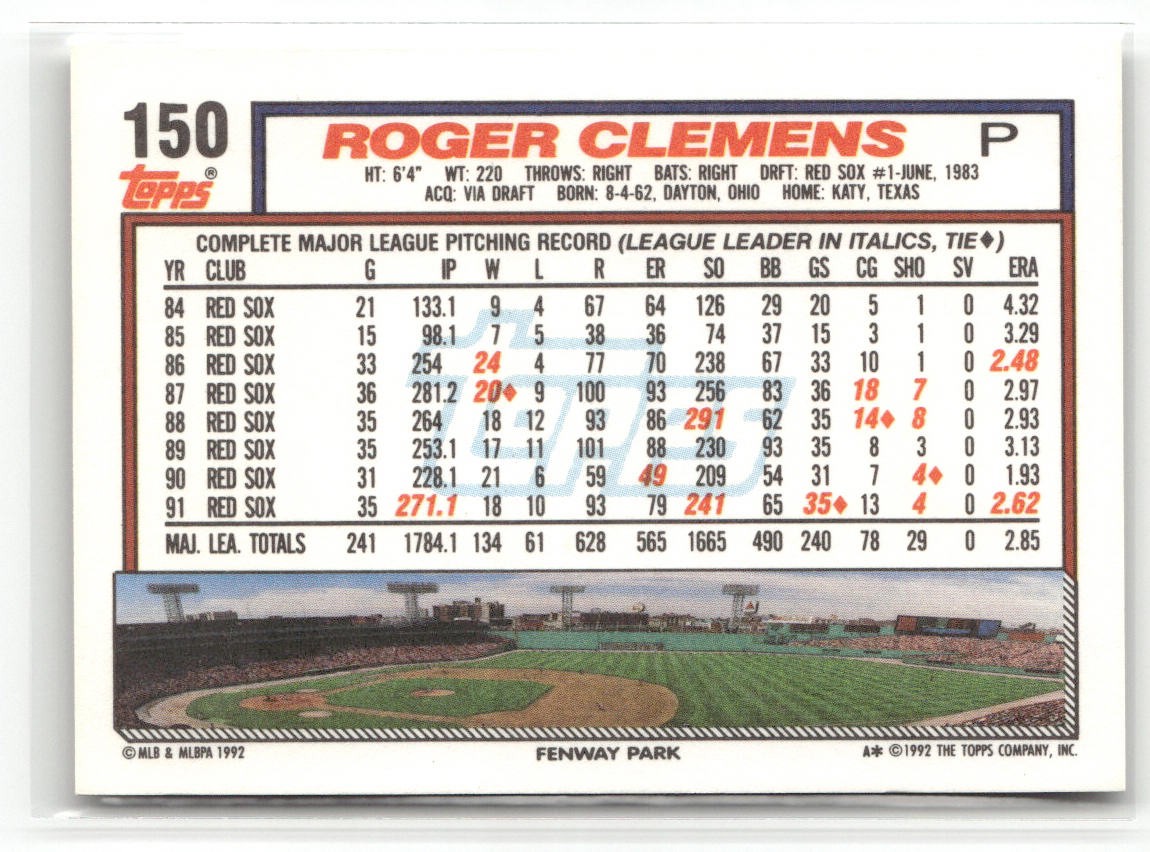 150
ROGER CLEMENS P
Topps®
HT: 6'4" WT: 220 THROWS: RIGHT BATS: RIGHT DRFT: RED SOX #1-JUNE, 1983
ACQ: VIA DRAFT BORN: 8-4-62, DAYTON, OHIO HOME: KATY, TEXAS
COMPLETE MAJOR LEAGUE PITCHING RECORD (LEAGUE LEADER IN ITALICS, TIE♦)
YR CLUB G IP W L R ER SO BB GS CG SHO SV ERA
84 RED SOX 21 133.1 9 4 67 64 126 29 20 5 1 0 4.32
85 RED SOX 15 98.1 7 5 38 36 74 37 15 3 1 0 3.29
86 RED SOX 33 254 24 4 77 70 238 67 33 10 1 0 2.48
87 RED SOX 36 281.2 20♦ 9 100 93 256 83 36 18 7 0 2.97
88 RED SOX 35 264 18 12 93 86 291 62 35 14♦ 8 0 2.93
89 RED SOX 35 253.1 17 11 101 88 230 93 35 8 3 0 3.13
90 RED SOX 31 228.1 21 6 59 49 209 54 31 7 4♦ 0 1.93
91 RED SOX 35 271.1 18 10 93 79 241 65 35♦ 13 4 0 2.62
MAJ. LEA. TOTALS 241 1784.1 134 61 628 565 1665 490 240 78 29 0 2.85
Topps
© MLB & MLBPA 1992 FENWAY PARK A* © 1992 THE TOPPS COMPANY, INC.